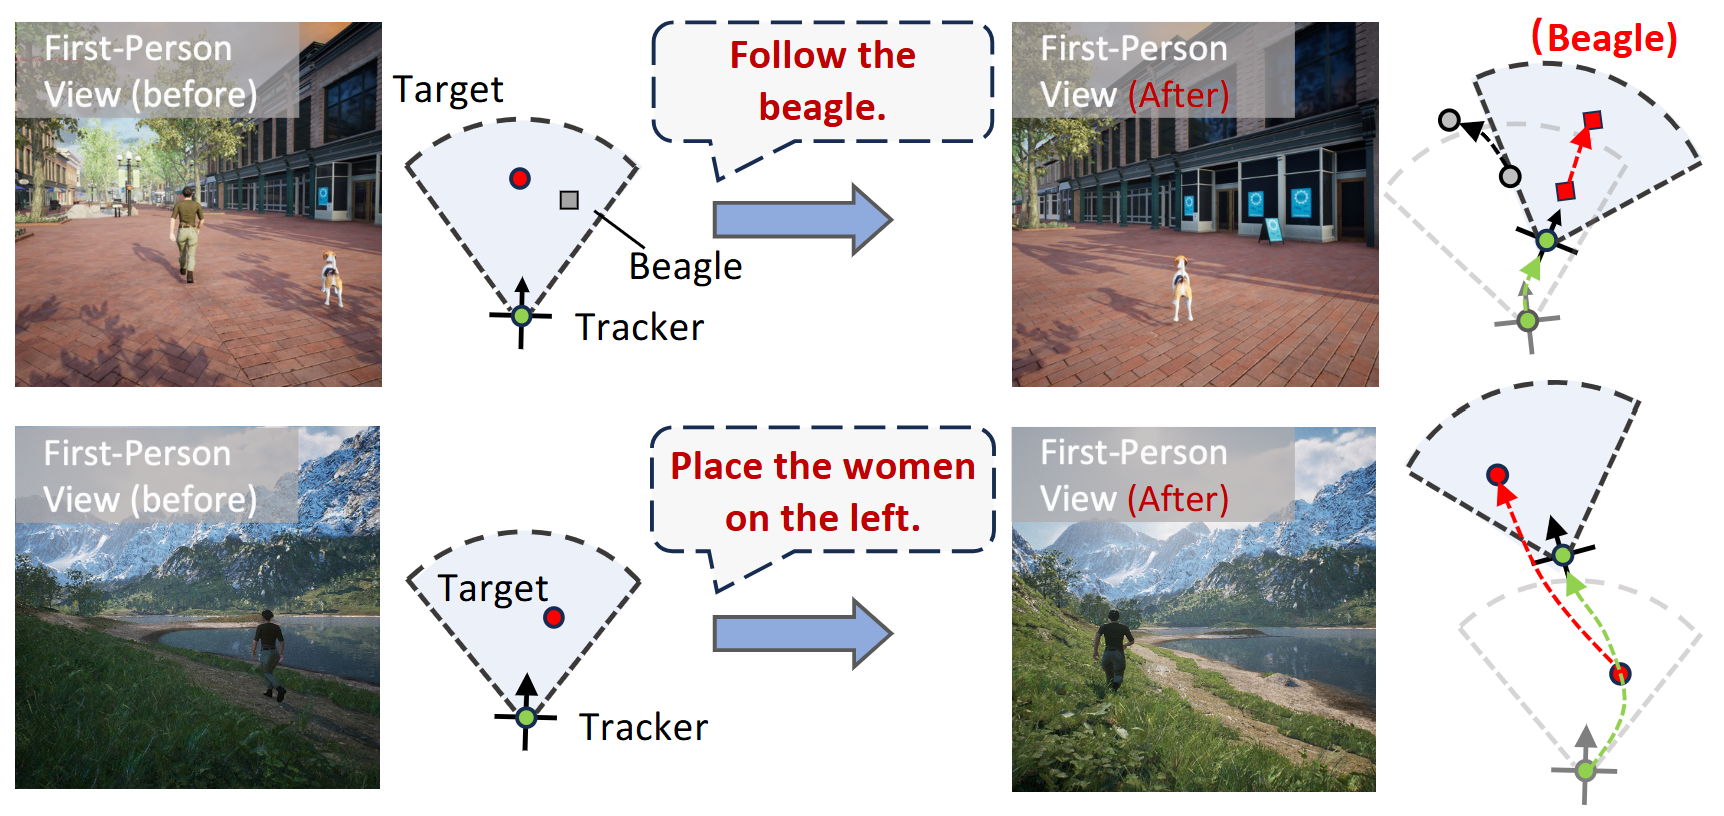 First-Person
View (before)
Target
Beagle
Tracker
Follow the
beagle.
First-Person
View (After)
(Beagle)
First-Person
View (before)
Target
Tracker
Place the women
on the left.
First-Person
View (After)